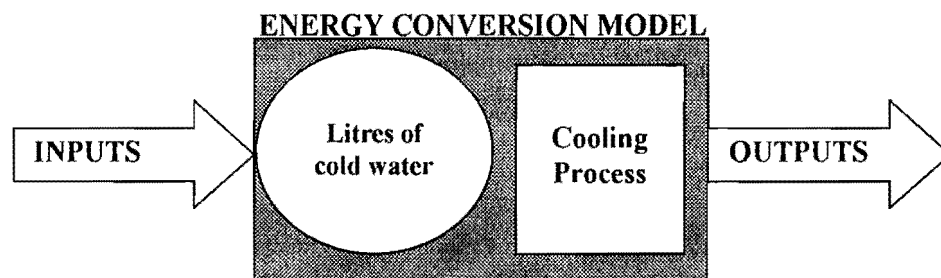 ENERGY CONVERSION MODEL
INPUTS
Litres of
cold water
Cooling
Process
OUTPUTS